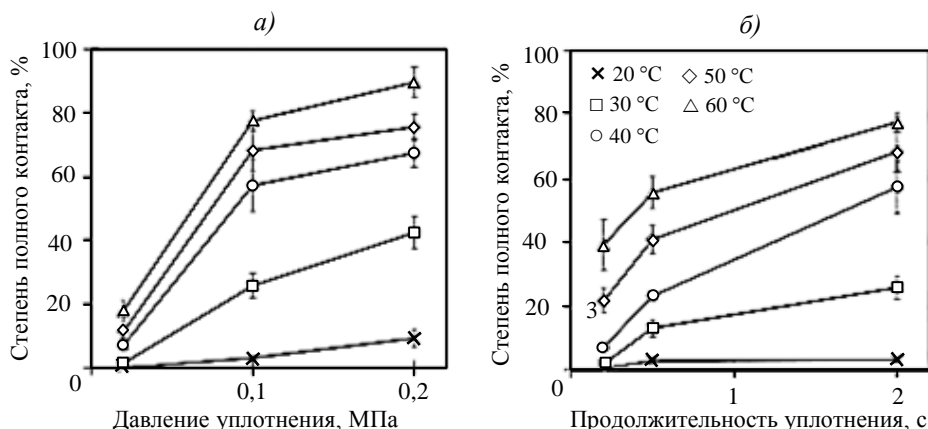 а)
Степень полного контакта, %
100
80
60
40
20
0
0,1
0,2
Давление уплотнения, МПа
б)
Степень полного контакта, %
100
80
60
40
20
3
0
1
2
20 °C
50 °C
30 °C
60 °C
40 °C
Продолжительность уплотнения, с